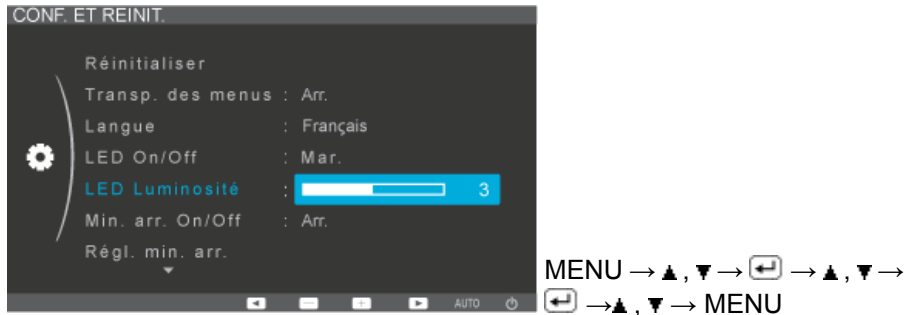 CONF. ET REINIT.
Réinitialiser
Transp. des menus : Arr.
Langue : Français
LED On/Off : Mar.
LED Luminosité : 3
Min. arr. On/Off : Arr.
Régl. min. arr.
AUTO
MENU → ▲ , ▼ → ↵ → ▲ , ▼ →
↵ → ▲ , ▼ → MENU